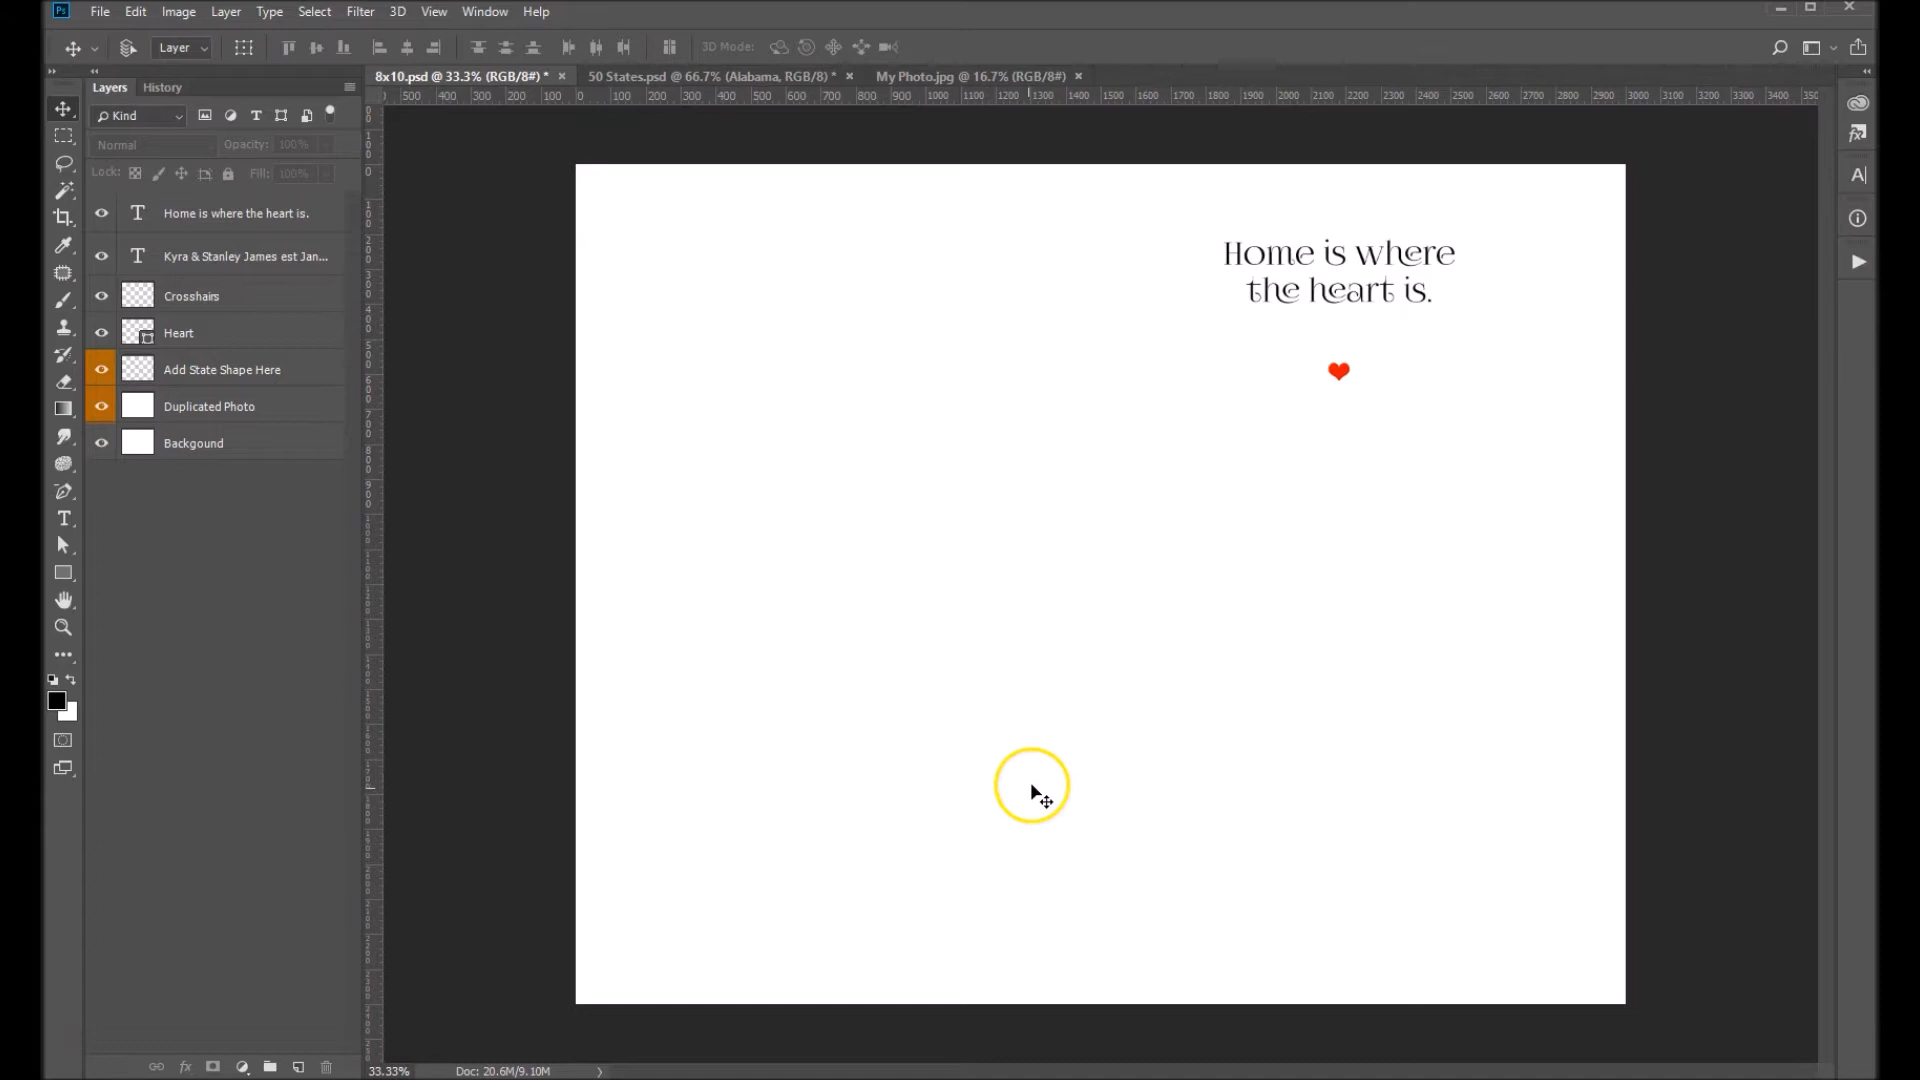 Ps File Edit Image Layer Type Select Filter 3D View Window Help
Layer 3D Mode:
8x10.psd @ 33.3% (RGB/8#) * × 50 States.psd @ 66.7% (Alabama, RGB/8) * × My Photo.jpg @ 16.7% (RGB/8#) ×
Layers History
500 400 300 200 100 0 100 200 300 400 500 600 700 800 900 1000 1100 1200 1300 1400 1500 1600 1700 1800 1900 2000 2100 2200 2300 2400 2500 2600 2700 2800 2900 3000 3100 3200 3300 3400
Kind
Normal Opacity: 100%
Lock: Fill: 100%
Home is where the heart is.
Kyra & Stanley James est Jan...
Crosshairs
Heart
Add State Shape Here
Duplicated Photo
Backgound
Home is where
the heart is.
33.33% Doc: 20.6M/9.10M